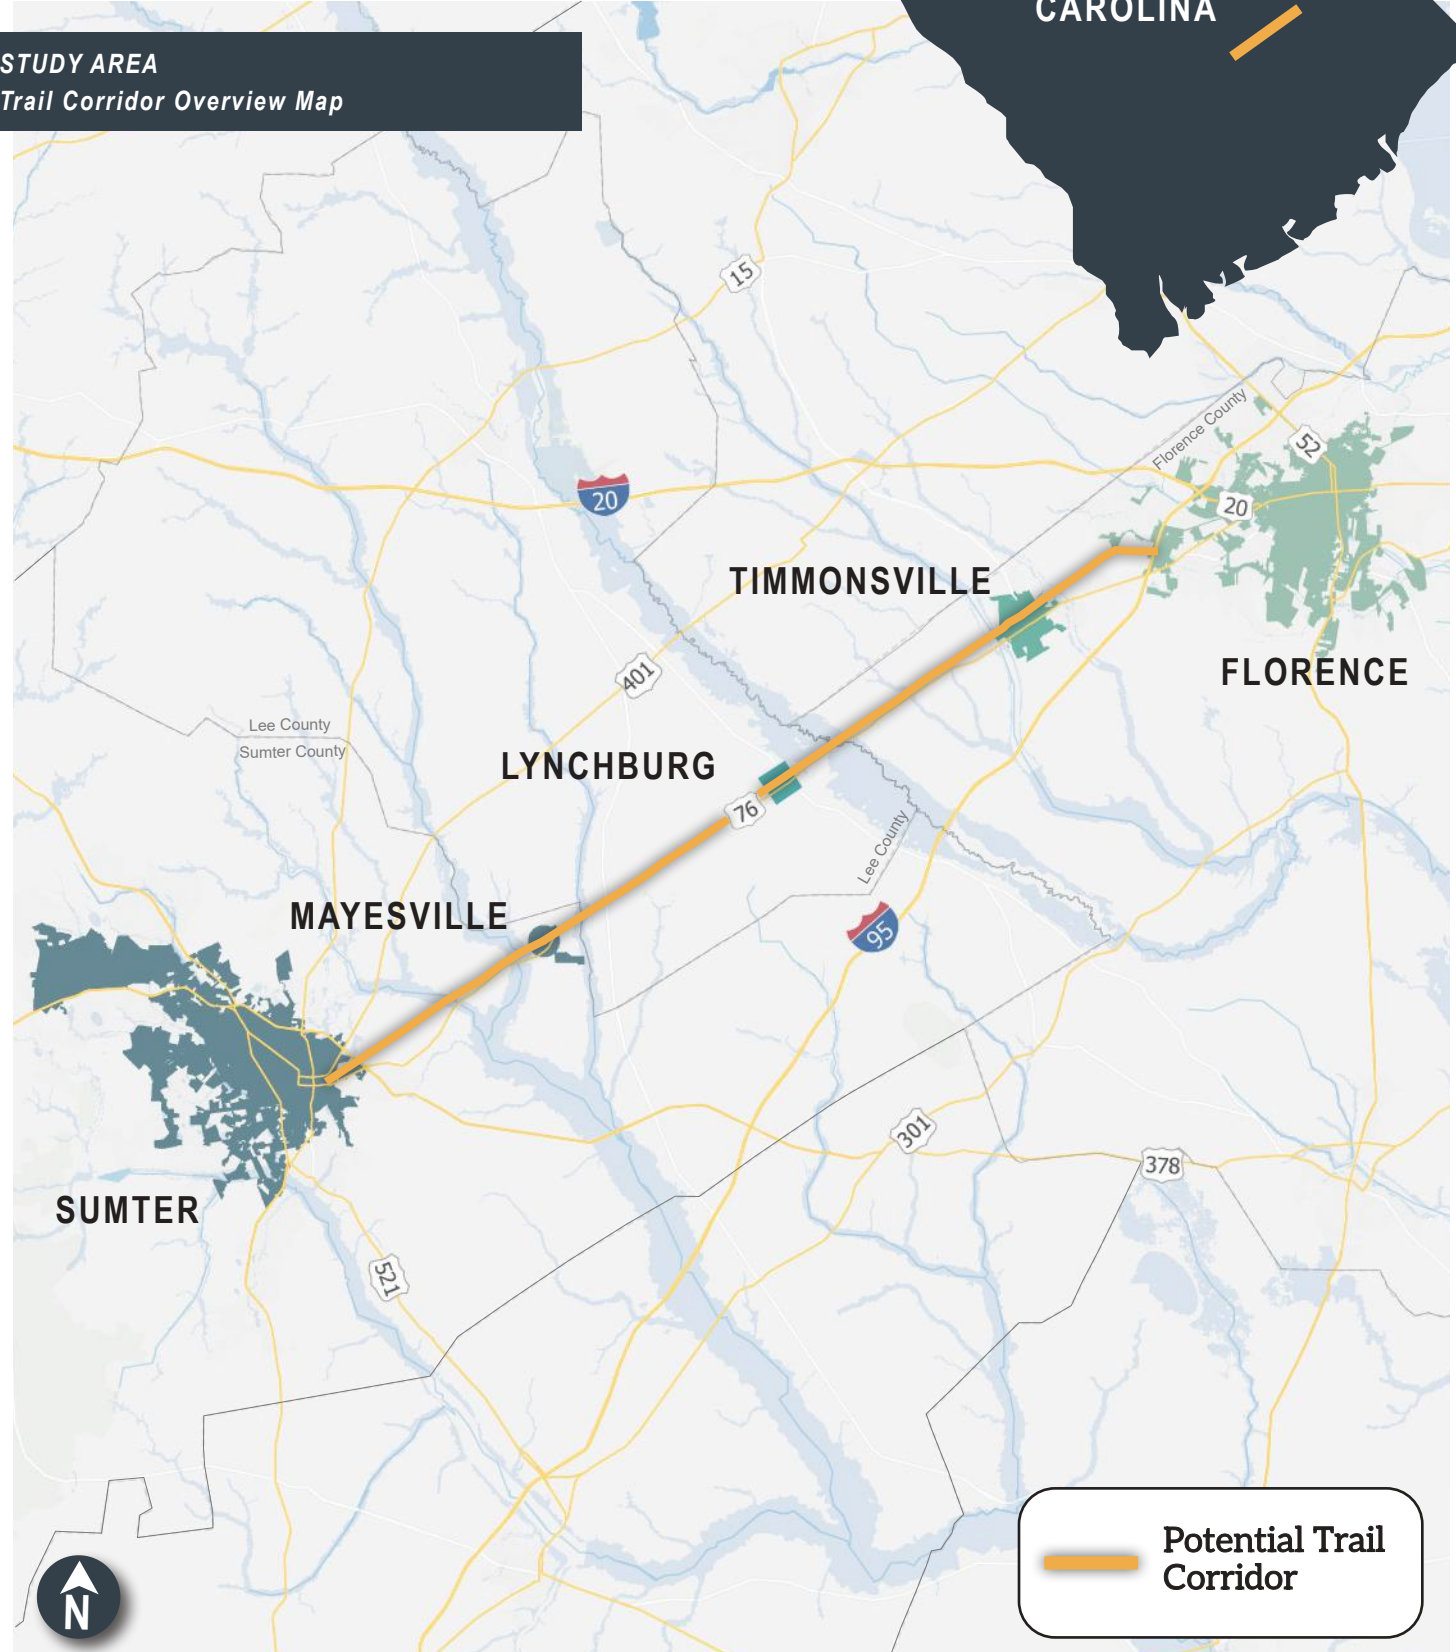 CAROLINA
STUDY AREA
Trail Corridor Overview Map
15
Florence County
52
20
20
TIMMONSVILLE
FLORENCE
401
Lee County
Sumter County
LYNCHBURG
76
Lee County
MAYESVILLE
95
301
378
SUMTER
521
Potential Trail
Corridor
N